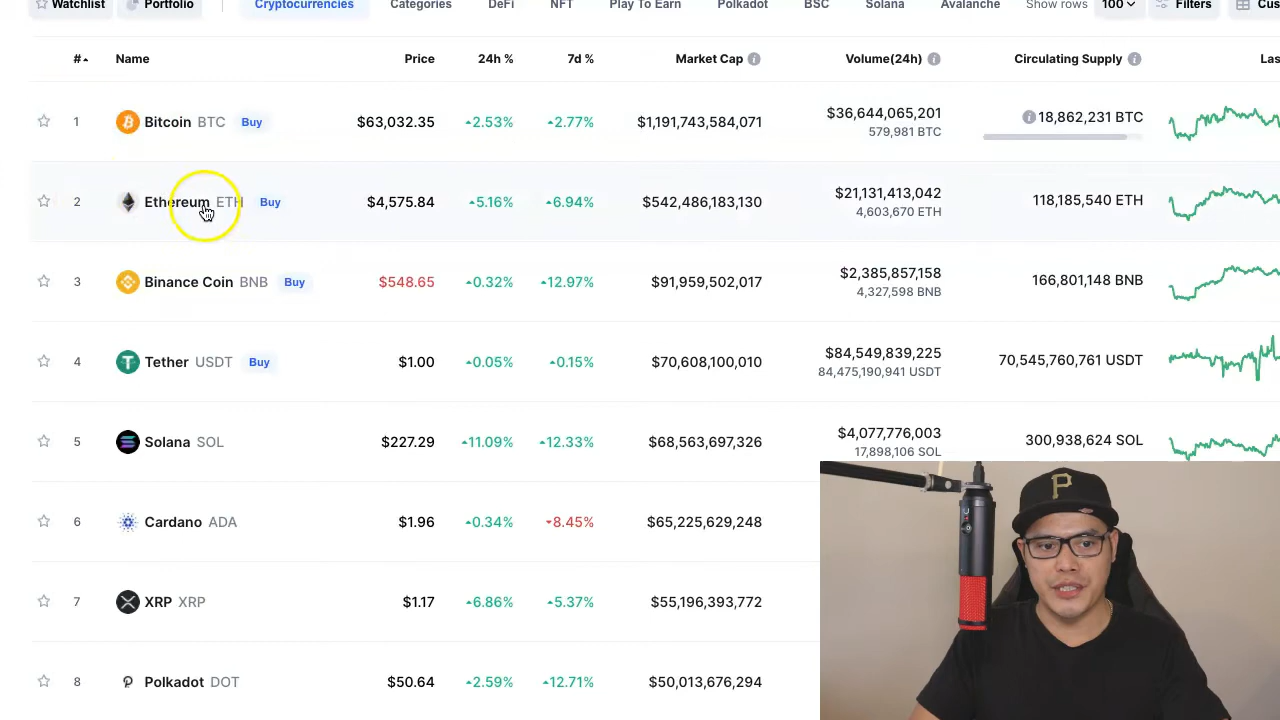 Watchlist Portfolio Cryptocurrencies Categories DeFi NFT Play To Earn Polkadot BSC Solana Avalanche Show rows 100 Filters
# Name Price 24h % 7d % Market Cap Volume(24h) Circulating Supply
1 Bitcoin BTC Buy $63,032.35 2.53% 2.77% $1,191,743,584,071 $36,644,065,201 18,862,231 BTC
579,981 BTC
2 Ethereum ETH Buy $4,575.84 5.16% 6.94% $542,486,183,130 $21,131,413,042 118,185,540 ETH
4,603,670 ETH
3 Binance Coin BNB Buy $548.65 0.32% 12.97% $91,959,502,017 $2,385,857,158 166,801,148 BNB
4,327,598 BNB
4 Tether USDT Buy $1.00 0.05% 0.15% $70,608,100,010 $84,549,839,225 70,545,760,761 USDT
84,475,190,941 USDT
5 Solana SOL $227.29 11.09% 12.33% $68,563,697,326 $4,077,776,003 300,938,624 SOL
17,898,106 SOL
6 Cardano ADA $1.96 0.34% 8.45% $65,225,629,248
7 XRP XRP $1.17 6.86% 5.37% $55,196,393,772
8 Polkadot DOT $50.64 2.59% 12.71% $50,013,676,294
P